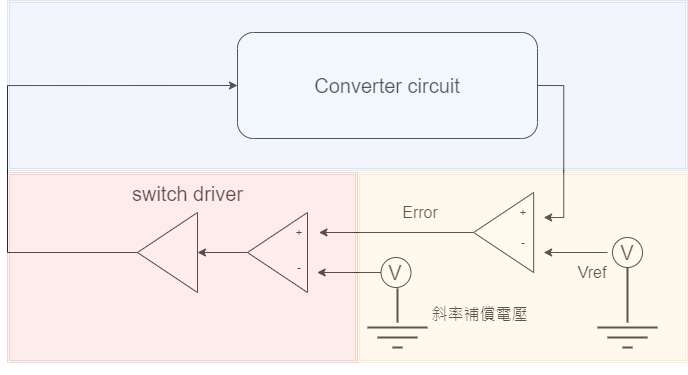 Converter circuit
switch driver
Error
+
-
+
-
V
Vref
V
斜率補償電壓